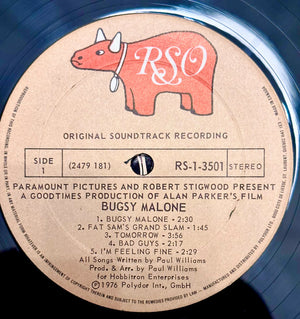 RSO
ORIGINAL SOUNDTRACK RECORDING
SIDE
1
(2479 181)
RS-1-3501
STEREO
PARAMOUNT PICTURES AND ROBERT STIGWOOD PRESENT
A GOODTIMES PRODUCTION OF ALAN PARKER'S FILM
BUGSY MALONE
1. BUGSY MALONE - 2:30
2. FAT SAM'S GRAND SLAM - 1:45
3. TOMORROW - 3:56
4. BAD GUYS - 2:17
5. I'M FEELING FINE - 2:29
All Songs Written by Paul Williams
Prod. & Arr. by Paul Williams
for Hobbitron Enterprises
©1976 Polydor Int., GmbH